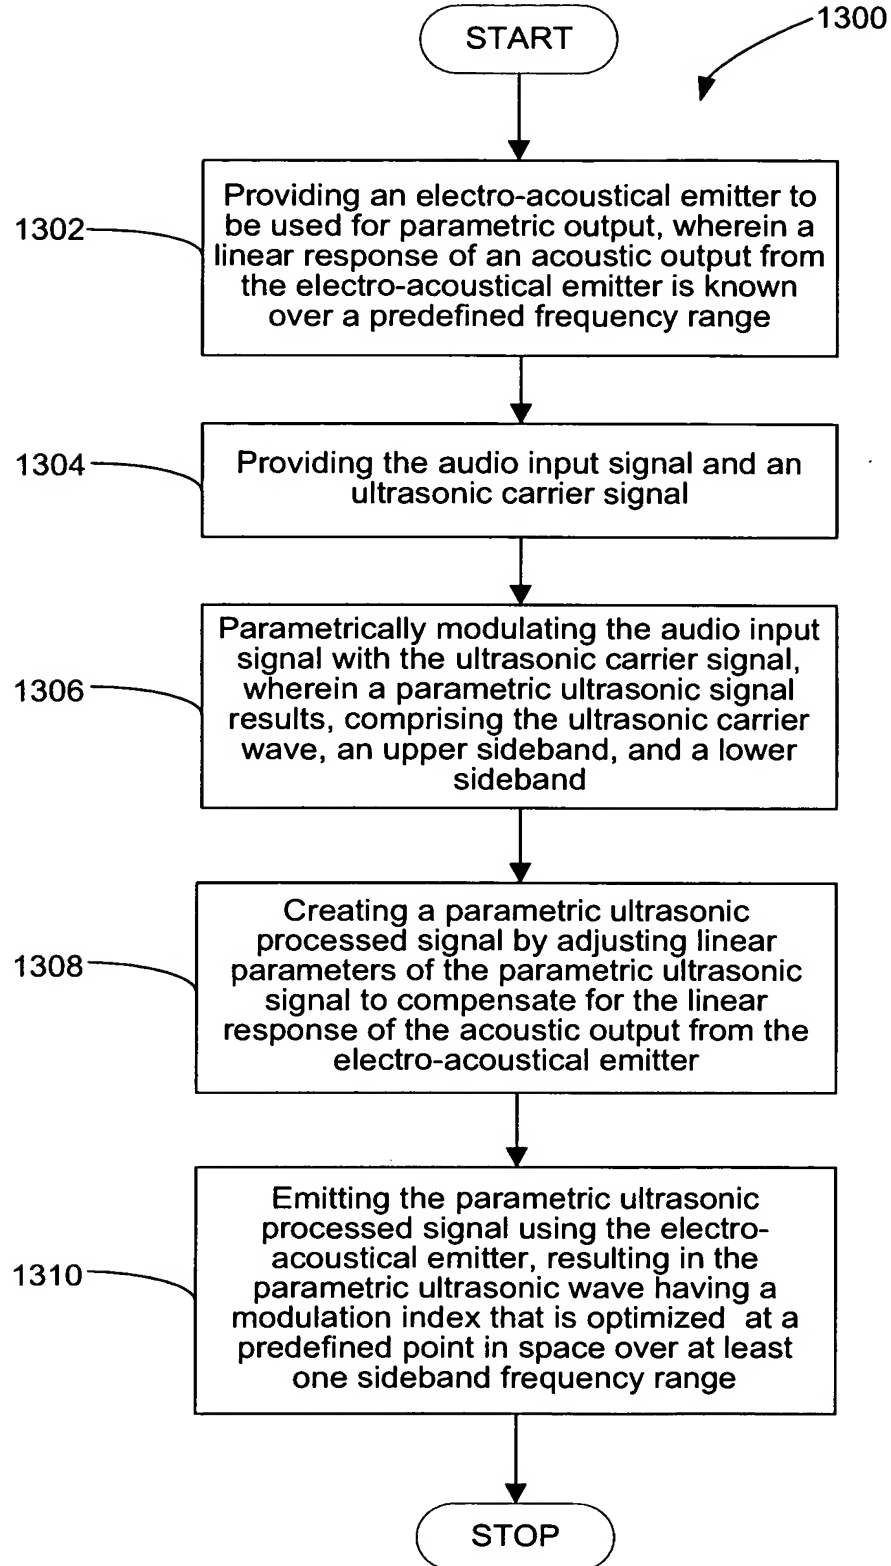 START
1300
1302
Providing an electro-acoustical emitter to
be used for parametric output, wherein a
linear response of an acoustic output from
the electro-acoustical emitter is known
over a predefined frequency range
1304
Providing the audio input signal and an
ultrasonic carrier signal
1306
Parametrically modulating the audio input
signal with the ultrasonic carrier signal,
wherein a parametric ultrasonic signal
results, comprising the ultrasonic carrier
wave, an upper sideband, and a lower
sideband
1308
Creating a parametric ultrasonic
processed signal by adjusting linear
parameters of the parametric ultrasonic
signal to compensate for the linear
response of the acoustic output from the
electro-acoustical emitter
1310
Emitting the parametric ultrasonic
processed signal using the electro-
acoustical emitter, resulting in the
parametric ultrasonic wave having a
modulation index that is optimized at a
predefined point in space over at least
one sideband frequency range
STOP